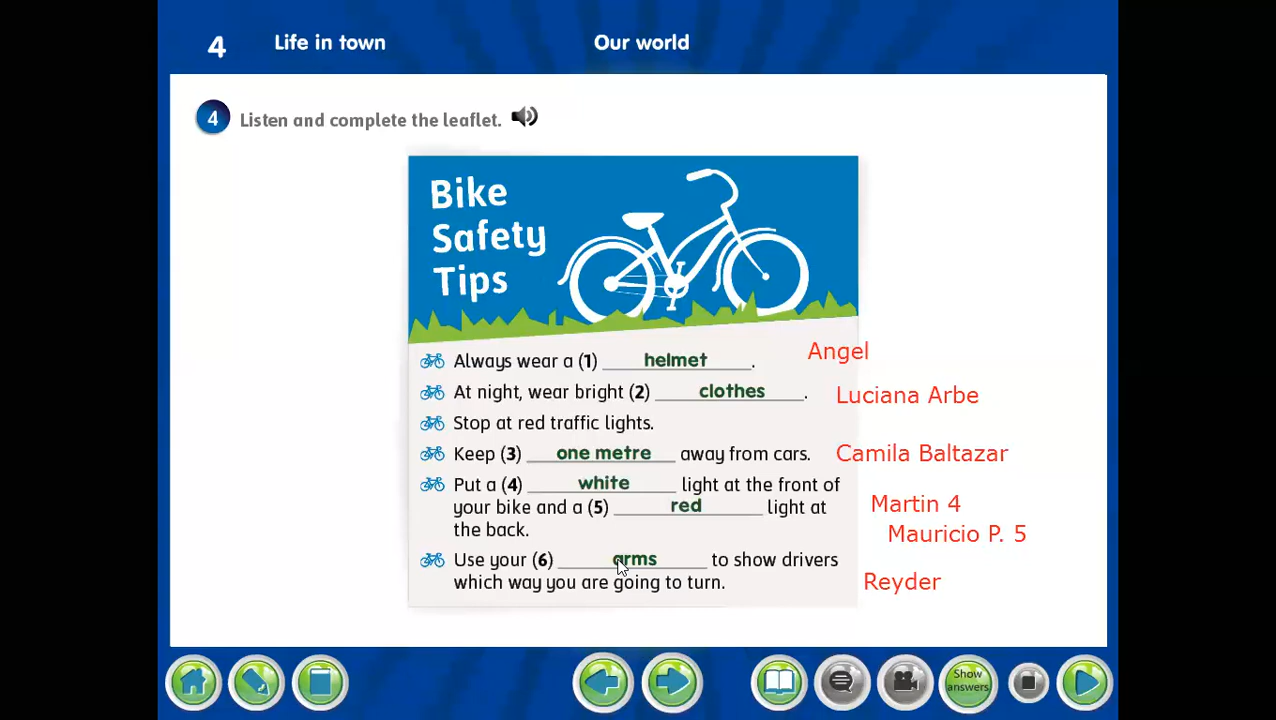 4 Life in town Our world
4 Listen and complete the leaflet.
Bike
Safety
Tips
Always wear a (1) helmet . Angel
At night, wear bright (2) clothes . Luciana Arbe
Stop at red traffic lights.
Keep (3) one metre away from cars. Camila Baltazar
Put a (4) white light at the front of
your bike and a (5) red light at Martin 4
the back. Mauricio P. 5
Use your (6) arms to show drivers
which way you are going to turn. Reyder
Show
answers